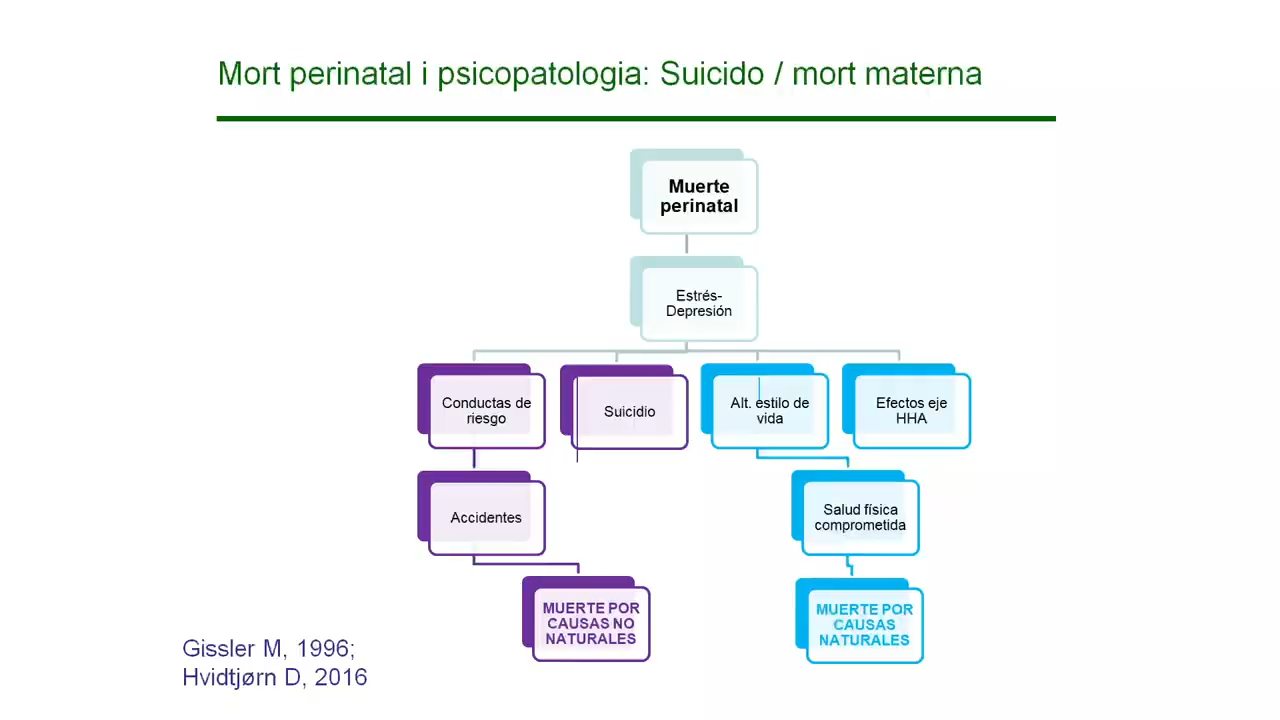 Mort perinatal i psicopatologia: Suicido / mort materna
Muerte
perinatal
Estrés-
Depresión
Conductas de
riesgo
Suicidio
Alt. estilo de
vida
Efectos eje
HHA
Accidentes
Salud física
comprometida
MUERTE POR
CAUSAS NO
NATURALES
MUERTE POR
CAUSAS
NATURALES
Gissler M, 1996;
Hvidtjørn D, 2016